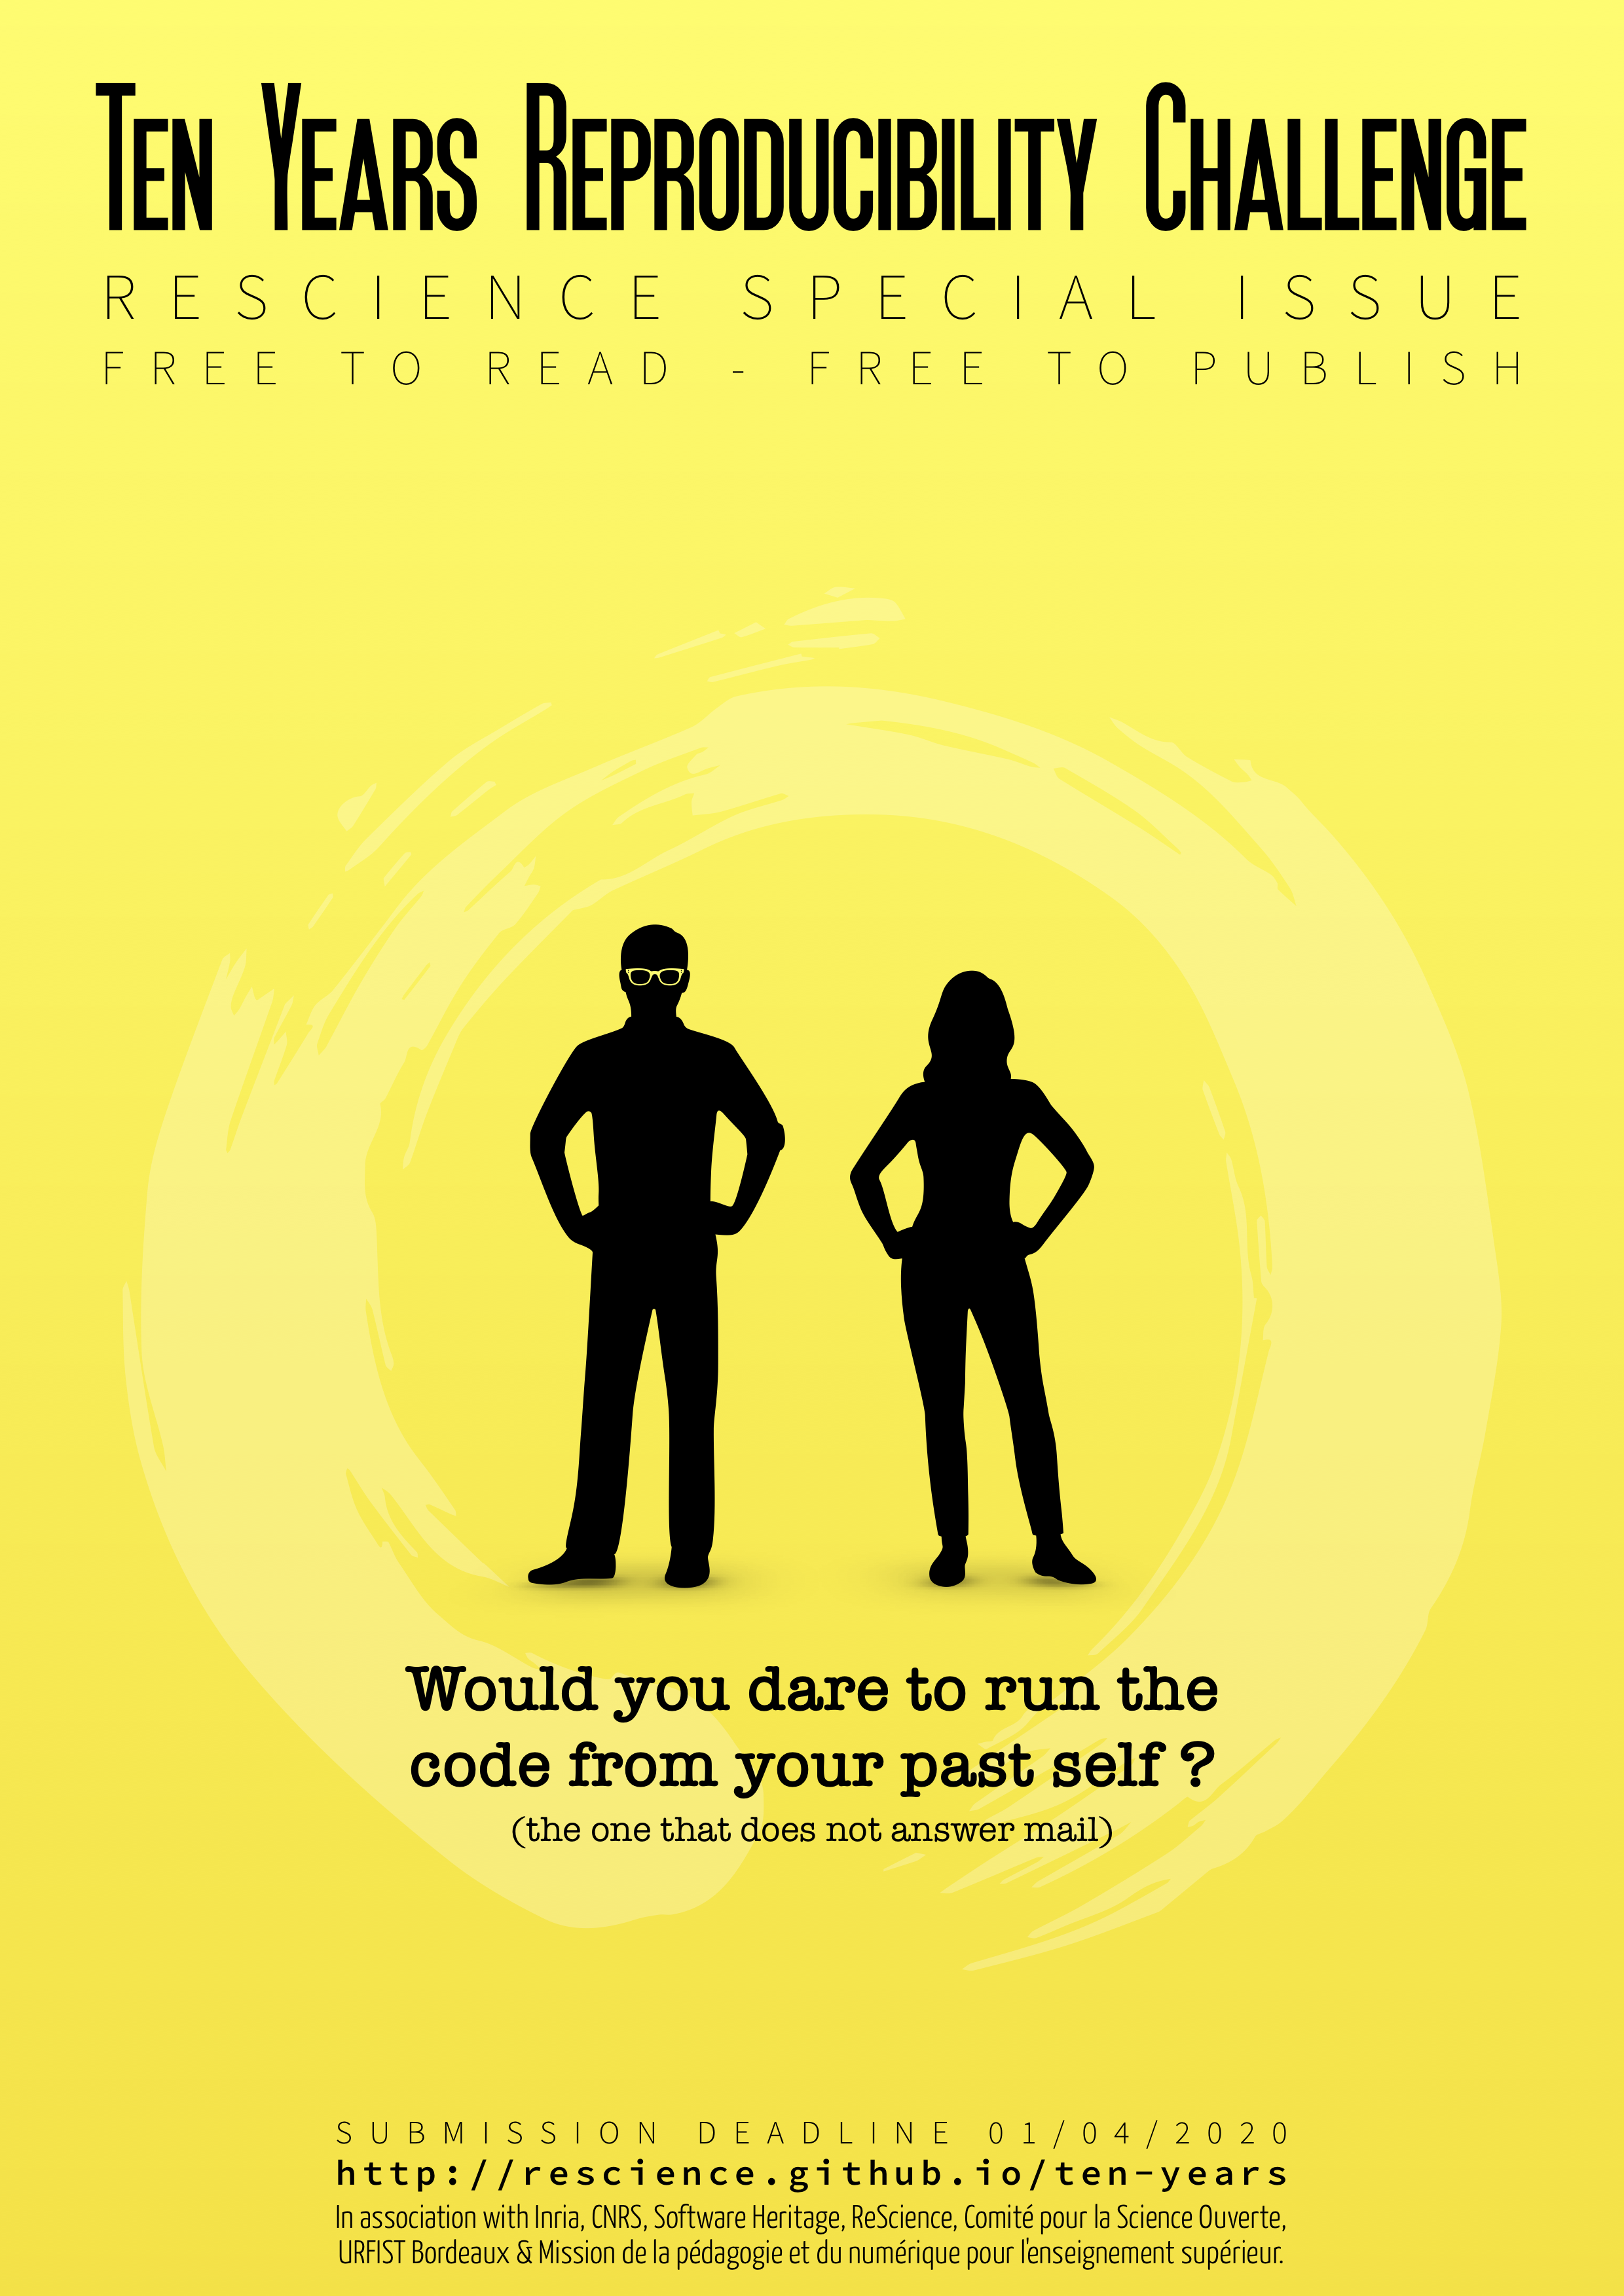 Ten Years Reproducibility Challenge
RESCIENCE SPECIAL ISSUE
FREE TO READ - FREE TO PUBLISH
Would you dare to run the
code from your past self ?
(the one that does not answer mail)
SUBMISSION DEADLINE 01/04/2020
http://rescience.github.io/ten-years
In association with Inria, CNRS, Software Heritage, ReScience, Comité pour la Science Ouverte,
URFIST Bordeaux & Mission de la pédagogie et du numérique pour l'enseignement supérieur.